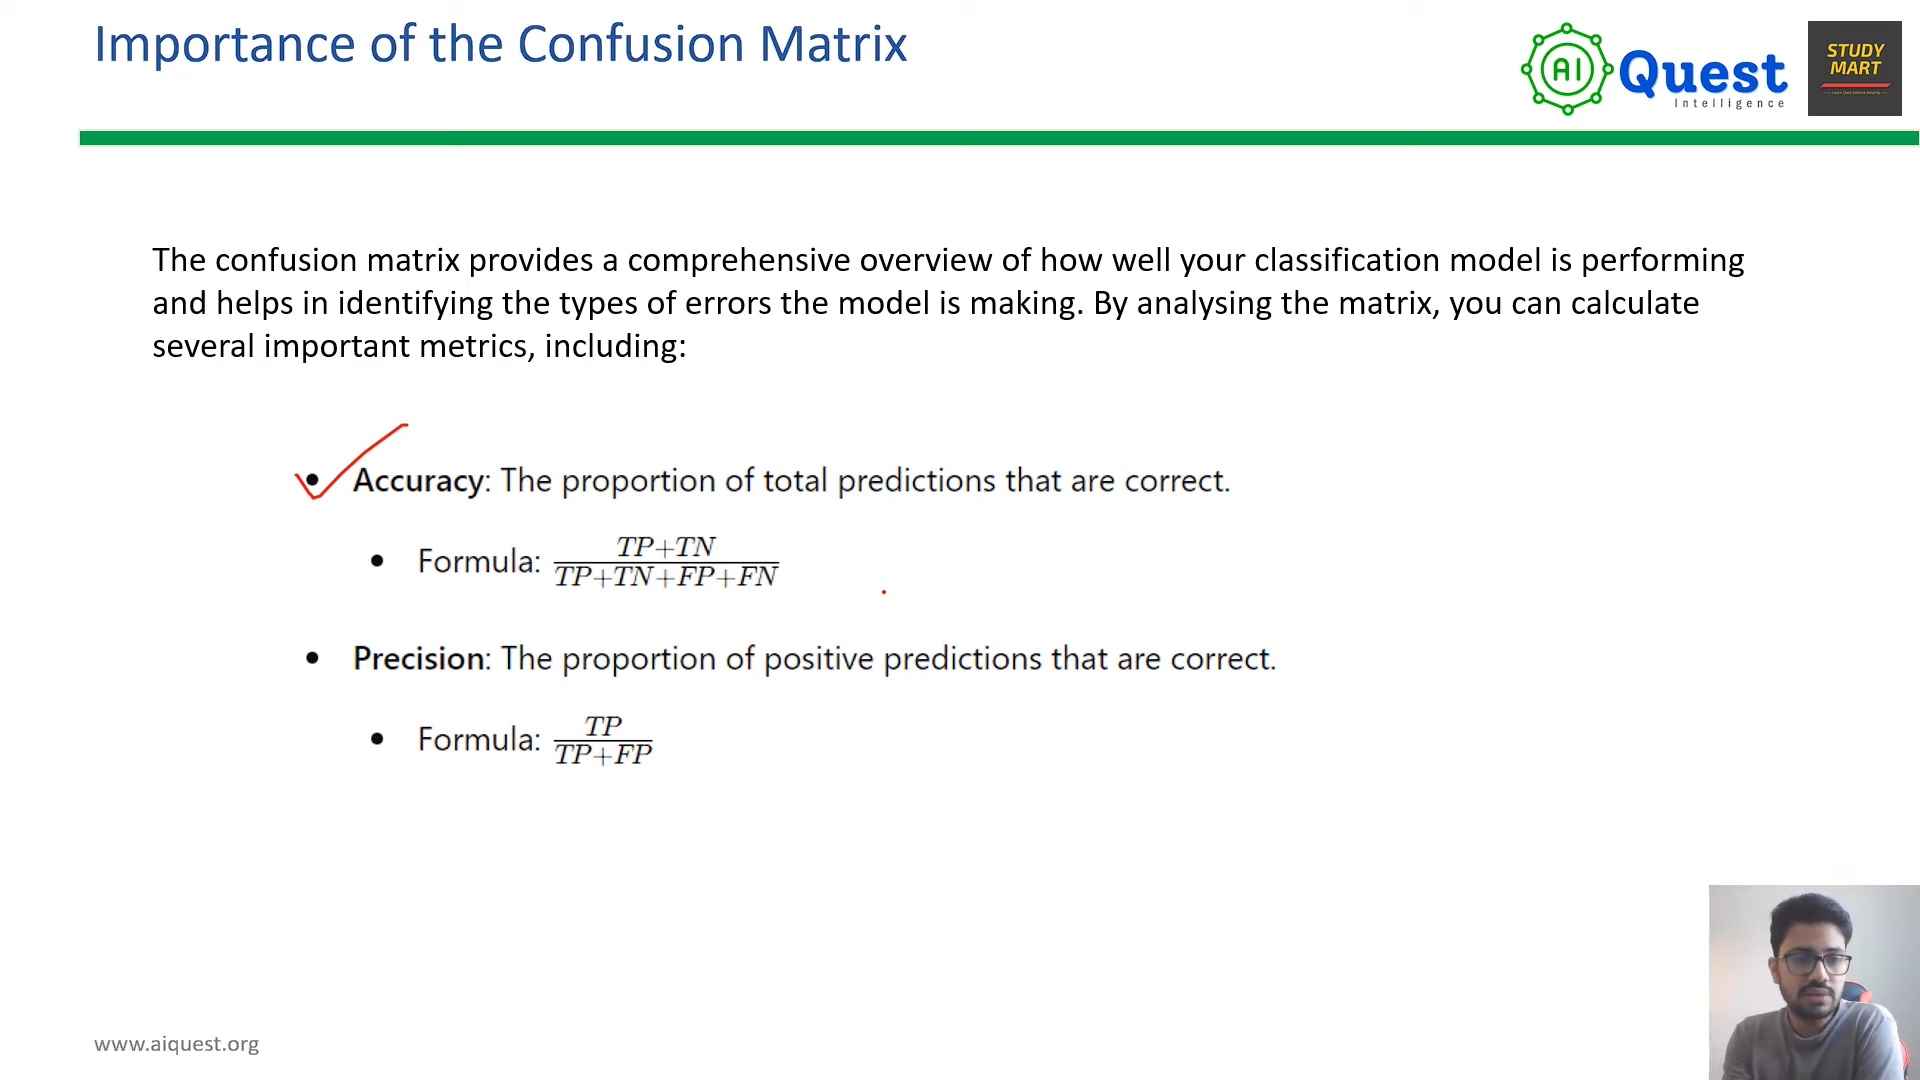 Importance of the Confusion Matrix
AI Quest
Intelligence
STUDY
MART
The confusion matrix provides a comprehensive overview of how well your classification model is performing
and helps in identifying the types of errors the model is making. By analysing the matrix, you can calculate
several important metrics, including:
• Accuracy: The proportion of total predictions that are correct.
• Formula: \frac{TP+TN}{TP+TN+FP+FN}
• Precision: The proportion of positive predictions that are correct.
• Formula: \frac{TP}{TP+FP}
www.aiquest.org